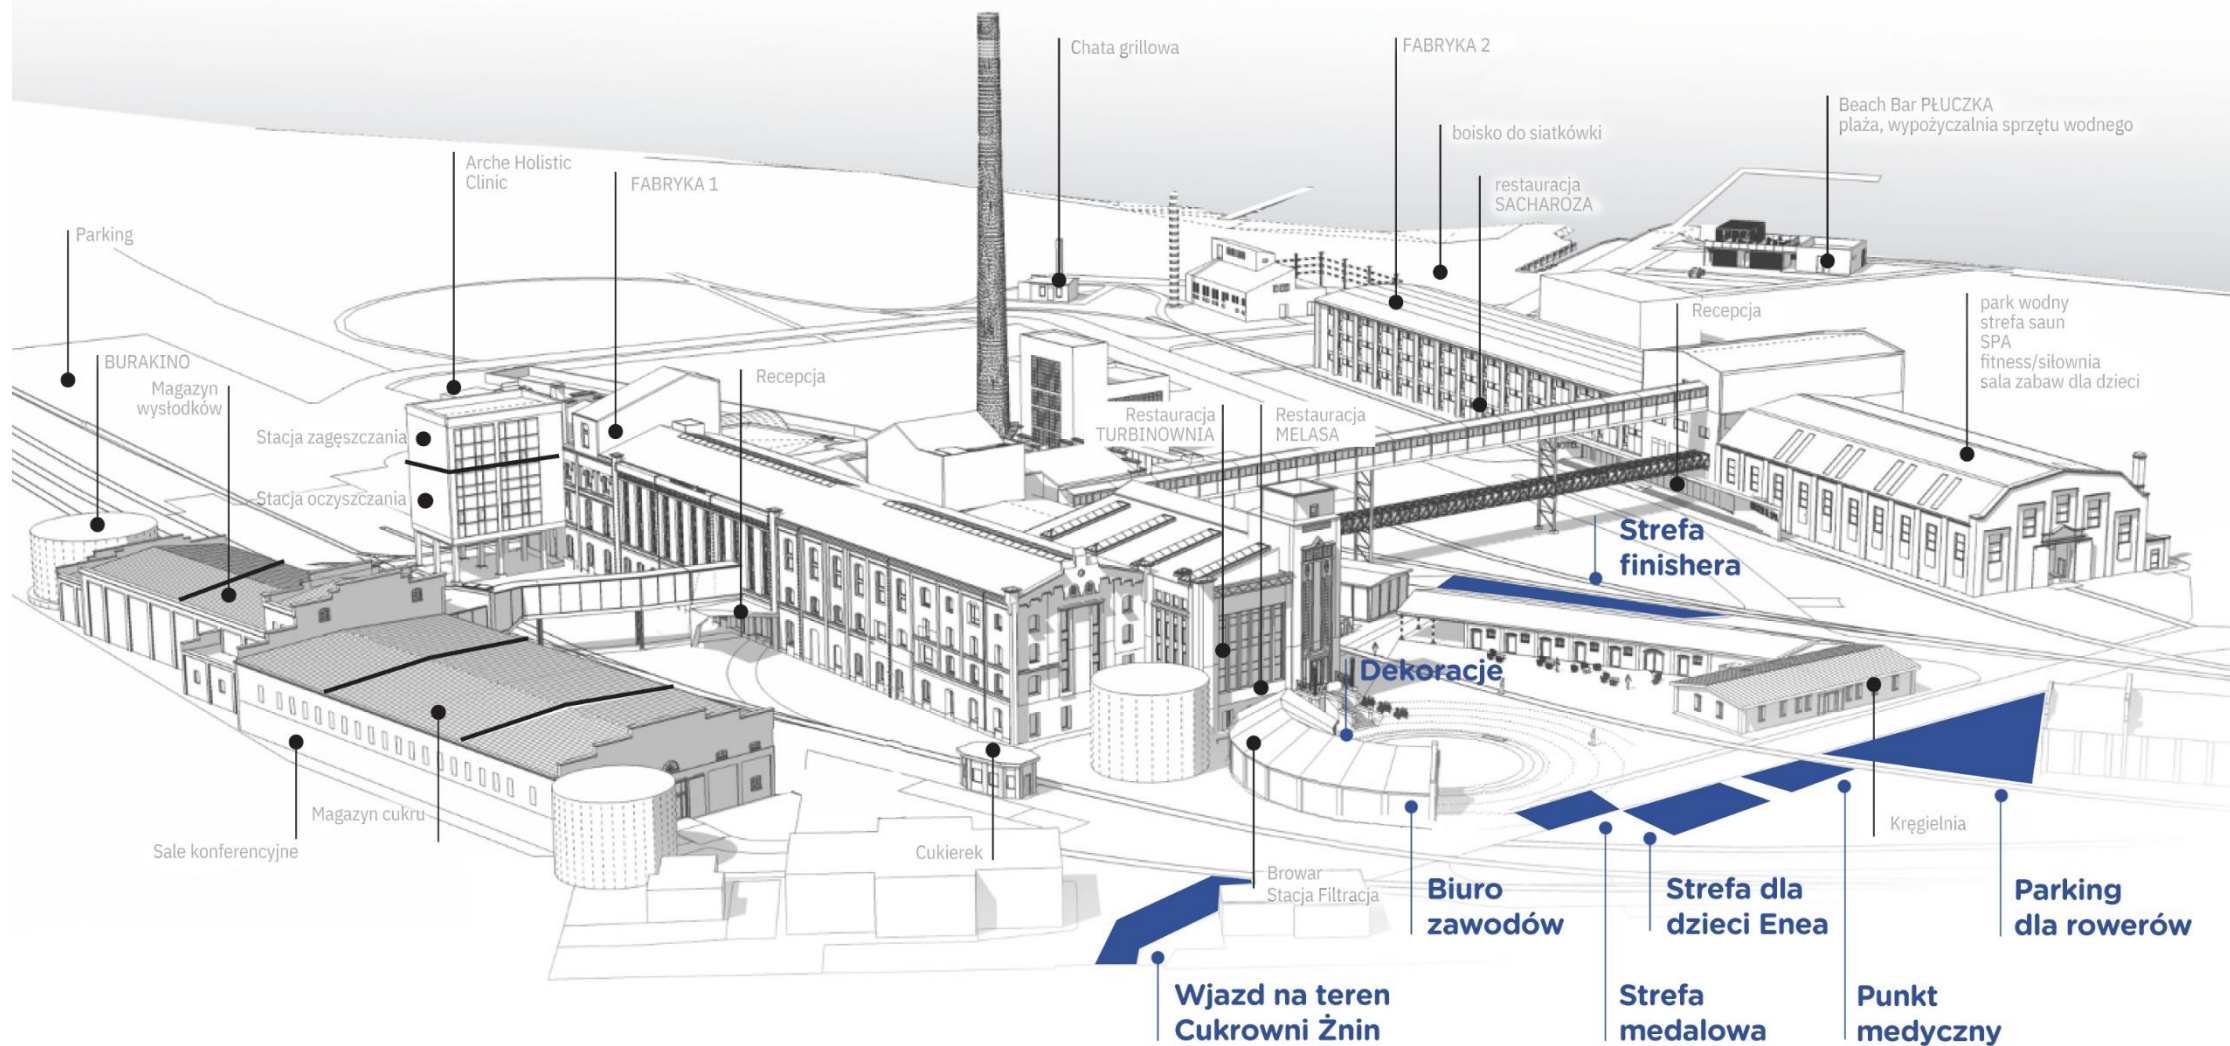 Chata grillowa
FABRYKA 2
Beach Bar PŁUCZKA
plaża, wypożyczalnia sprzętu wodnego
boisko do siatkówki
Arche Holistic
Clinic
FABRYKA 1
restauracja
SACHAROZA
Parking
Recepcja
park wodny
strefa saun
SPA
fitness/siłownia
sala zabaw dla dzieci
BURAKINO
Magazyn
wysłodków
Recepcja
Restauracja
TURBINOWNIA
Restauracja
MELASA
Stacja zagęszczania
Stacja oczyszczania
Strefa
finishera
Dekoracje
Magazyn cukru
Sale konferencyjne
Cukierek
Kręgielnia
Browar
Stacja Filtracja
Biuro
zawodów
Strefa dla
dzieci Enea
Parking
dla rowerów
Wjazd na teren
Cukrowni Żnin
Strefa
medalowa
Punkt
medyczny